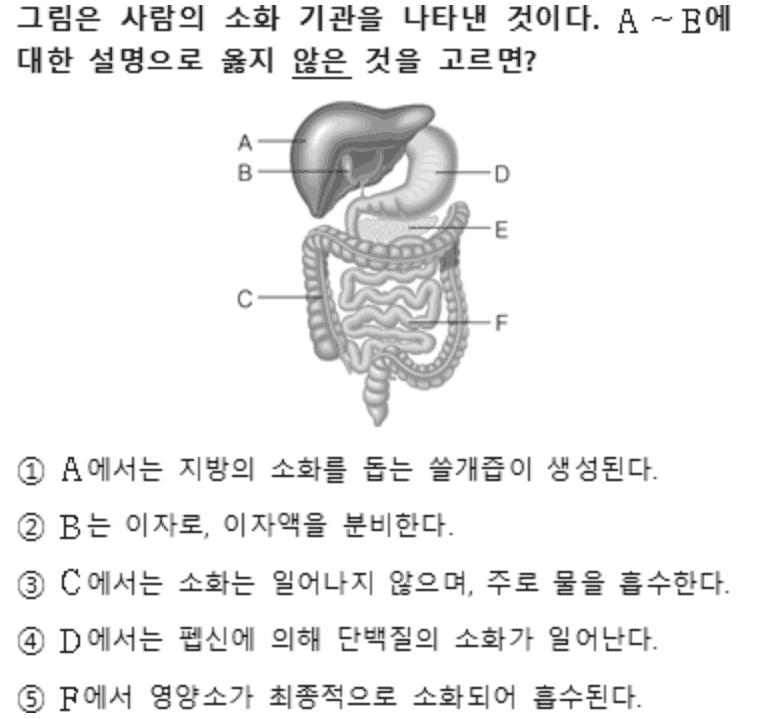 그림은 사람의 소화 기관을 나타낸 것이다. A ~ E에
대한 설명으로 옳지 않은 것을 고르면?
A
B
D
E
C
F
① A에서는 지방의 소화를 돕는 쓸개즙이 생성된다.
② B는 이자로, 이자액을 분비한다.
③ C에서는 소화는 일어나지 않으며, 주로 물을 흡수한다.
④ D에서는 펩신에 의해 단백질의 소화가 일어난다.
⑤ F에서 영양소가 최종적으로 소화되어 흡수된다.